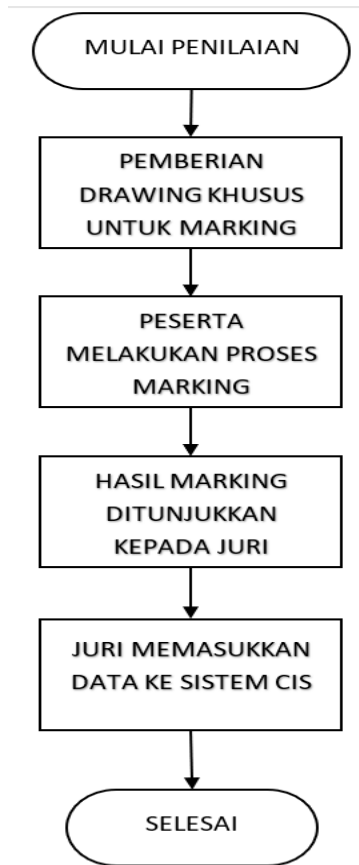 MULAI PENILAIAN
PEMBERIAN
DRAWING KHUSUS
UNTUK MARKING
PESERTA
MELAKUKAN PROSES
MARKING
HASIL MARKING
DITUNJUKKAN
KEPADA JURI
JURI MEMASUKKAN
DATA KE SISTEM CIS
SELESAI